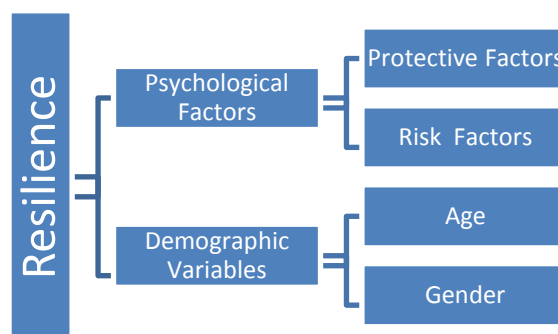 Resilience
Psychological
Factors
Protective Factors
Risk Factors
Demographic
Variables
Age
Gender